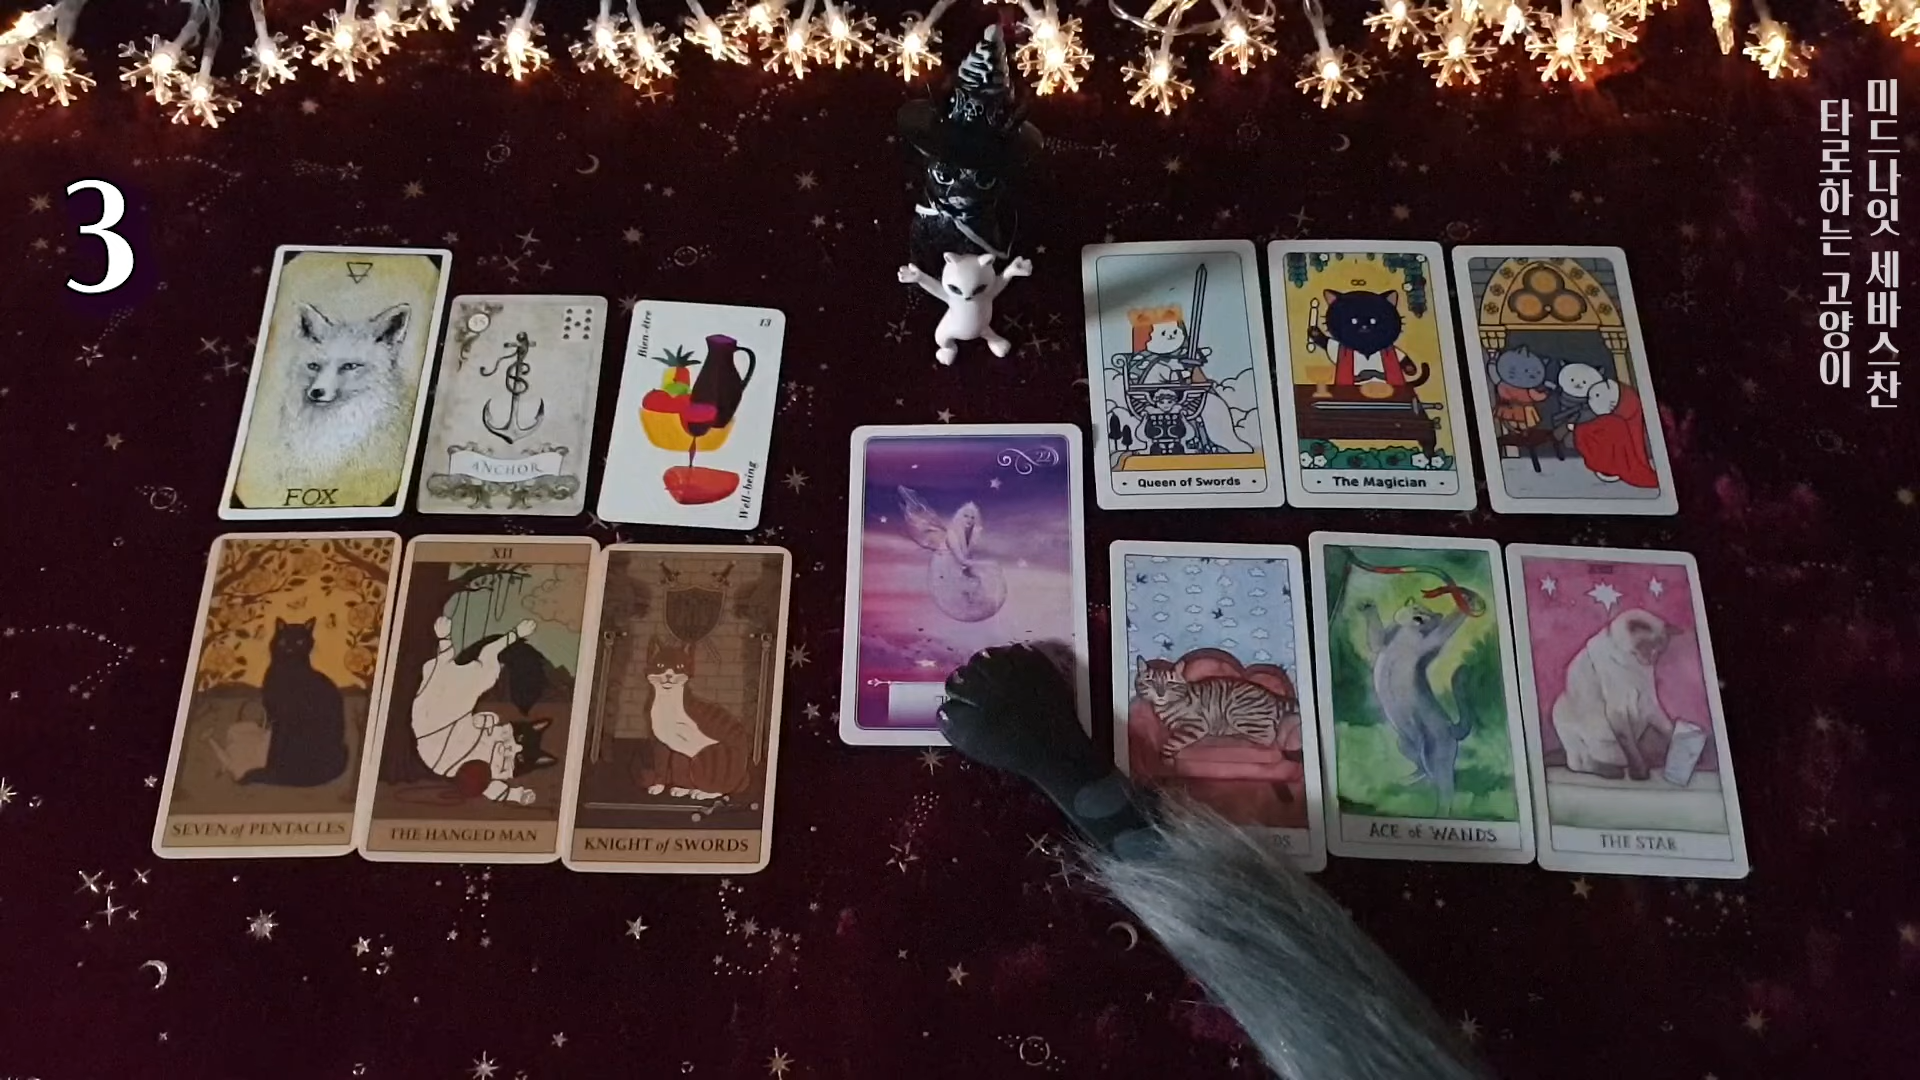 3
미드나잇 세바스찬
타로하는 고양이
FOX
ANCHOR
Bien-être
13
Well-being
22
Queen of Swords
The Magician
SEVEN of PENTACLES
XII
THE HANGED MAN
KNIGHT of SWORDS
ACE of WANDS
THE STAR